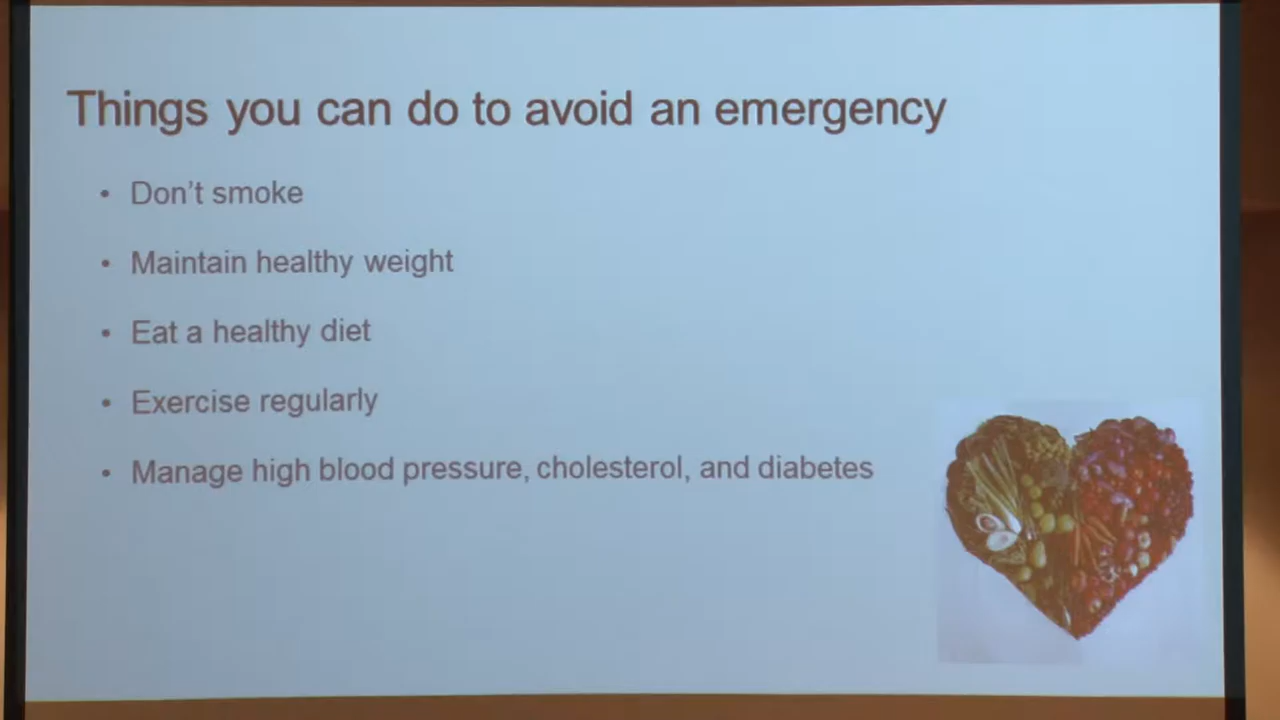 Things you can do to avoid an emergency
• Don't smoke
• Maintain healthy weight
• Eat a healthy diet
• Exercise regularly
• Manage high blood pressure, cholesterol, and diabetes